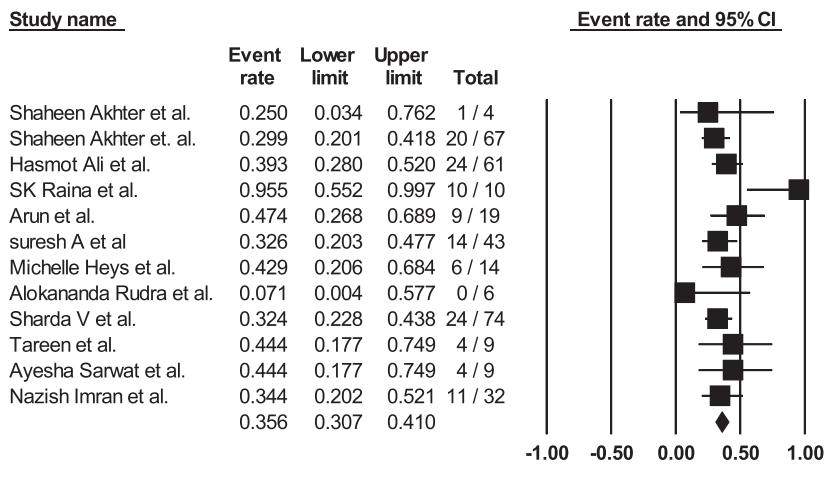 Study name Event rate and 95% CI
Event Lower Upper
rate limit limit Total
Shaheen Akhter et al. 0.250 0.034 0.762 1 / 4
Shaheen Akhter et. al. 0.299 0.201 0.418 20 / 67
Hasmot Ali et al. 0.393 0.280 0.520 24 / 61
SK Raina et al. 0.955 0.552 0.997 10 / 10
Arun et al. 0.474 0.268 0.689 9 / 19
suresh A et al 0.326 0.203 0.477 14 / 43
Michelle Heys et al. 0.429 0.206 0.684 6 / 14
Alokananda Rudra et al. 0.071 0.004 0.577 0 / 6
Sharda V et al. 0.324 0.228 0.438 24 / 74
Tareen et al. 0.444 0.177 0.749 4 / 9
Ayesha Sarwat et al. 0.444 0.177 0.749 4 / 9
Nazish Imran et al. 0.344 0.202 0.521 11 / 32
0.356 0.307 0.410
-1.00 -0.50 0.00 0.50 1.00